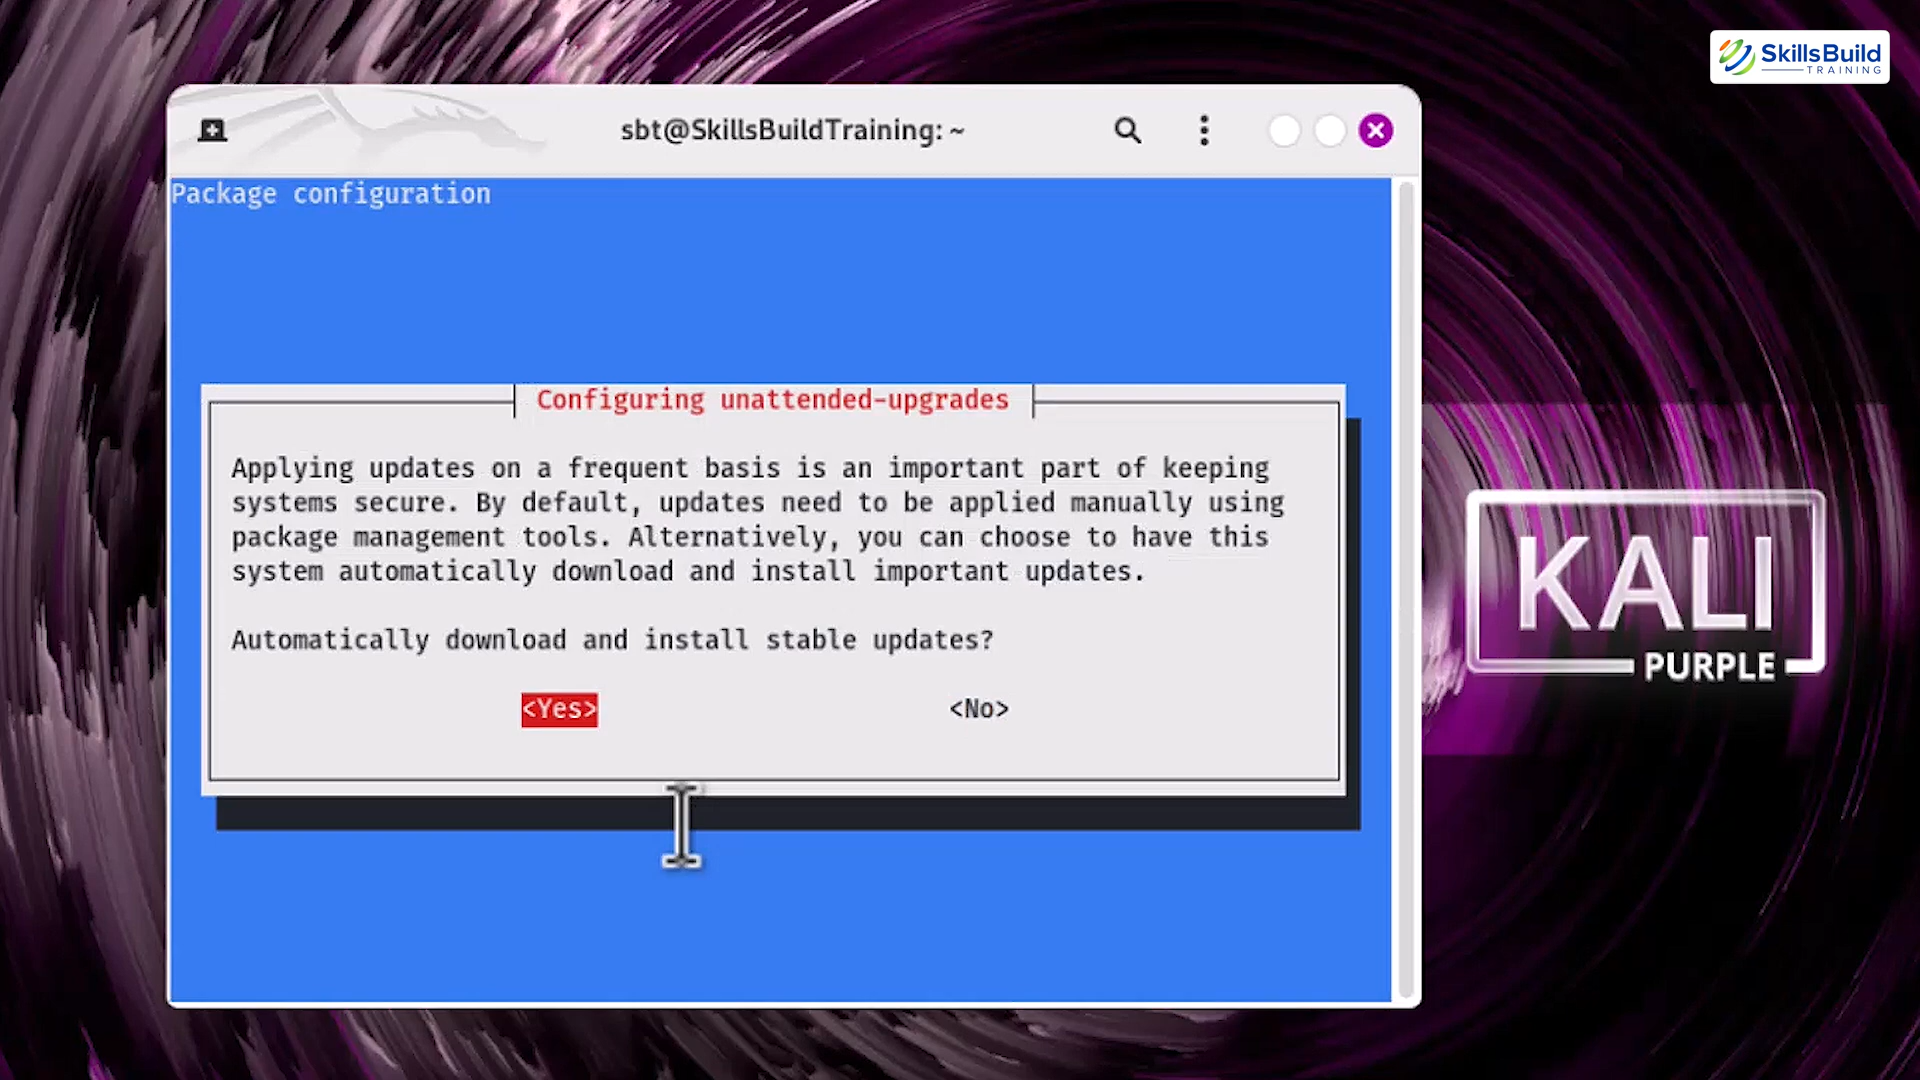 SkillsBuild
TRAINING
sbt@SkillsBuildTraining: ~
Package configuration
Configuring unattended-upgrades
Applying updates on a frequent basis is an important part of keeping
systems secure. By default, updates need to be applied manually using
package management tools. Alternatively, you can choose to have this
system automatically download and install important updates.
Automatically download and install stable updates?
<Yes> <No>
KALI
PURPLE